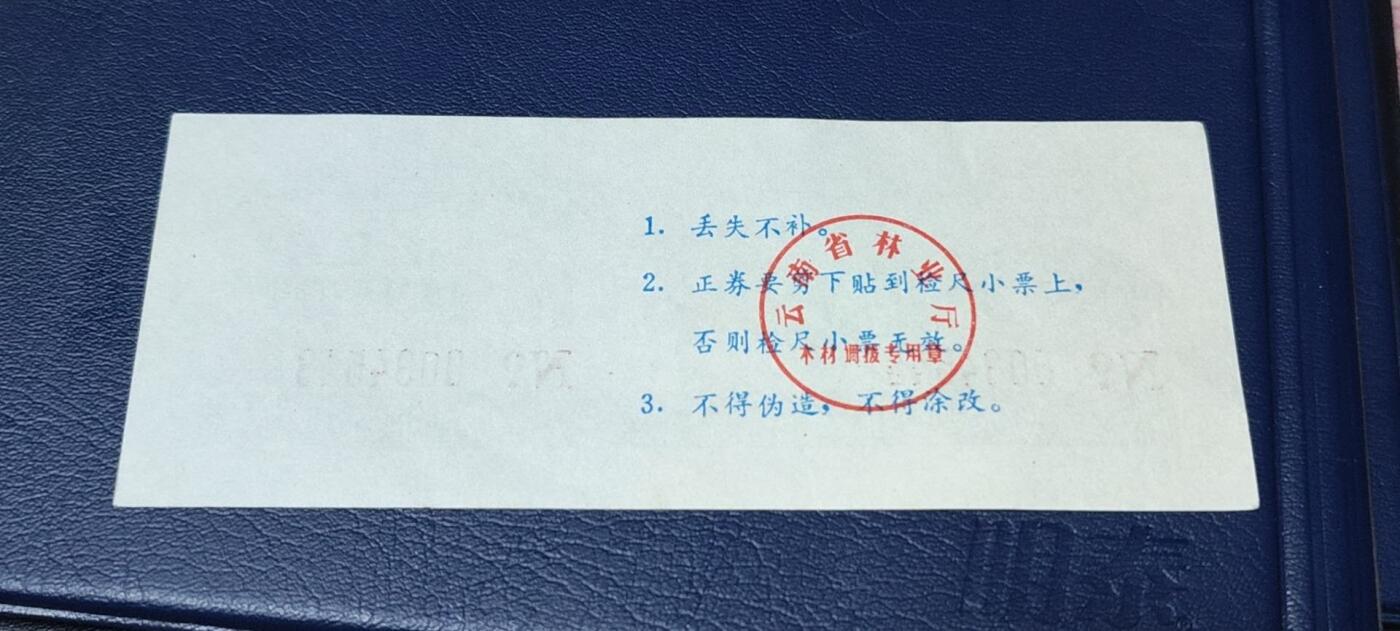 1. 丢失不补。
2. 正券要剪下贴到检尺小票上，
否则检尺小票无效。
3. 不得伪造，不得涂改。
云南省林业厅
木材调拨专用章